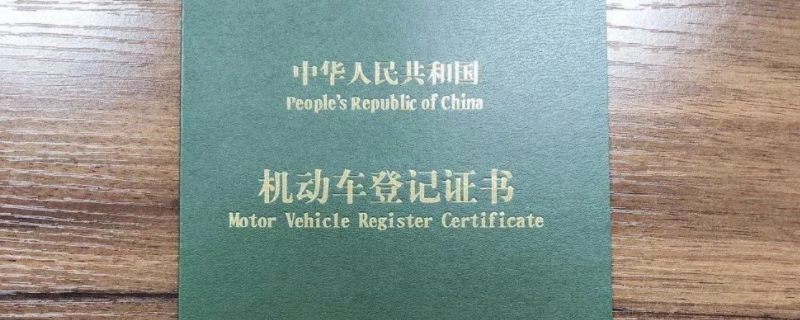 中华人民共和国
People's Republic of China
机动车登记证书
Motor Vehicle Register Certificate